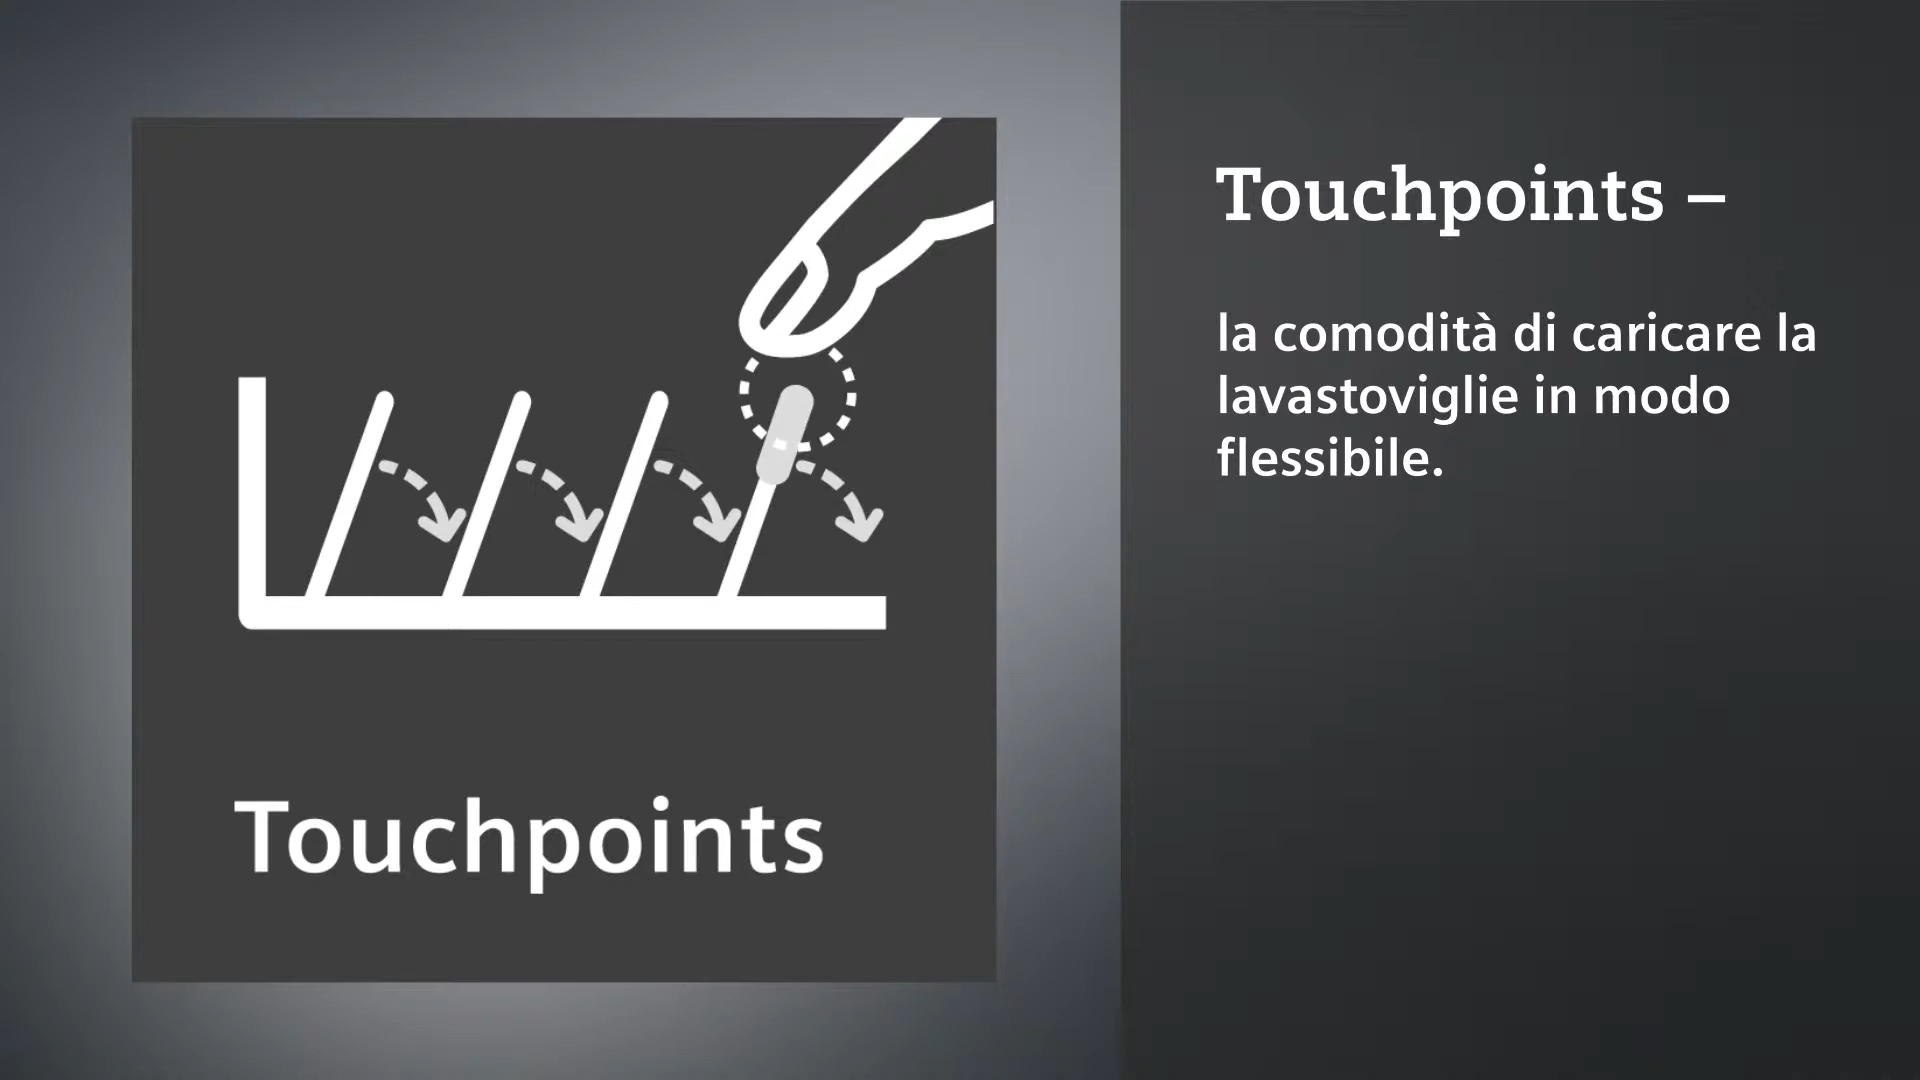 Touchpoints
Touchpoints –
la comodità di caricare la
lavastoviglie in modo
flessibile.